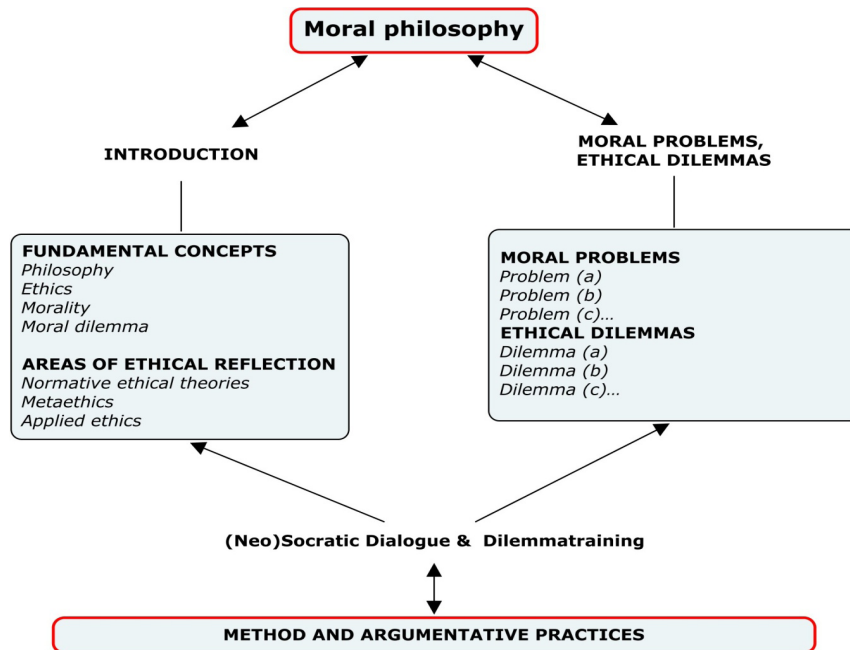 Moral philosophy
INTRODUCTION
MORAL PROBLEMS,
ETHICAL DILEMMAS
FUNDAMENTAL CONCEPTS
Philosophy
Ethics
Morality
Moral dilemma
AREAS OF ETHICAL REFLECTION
Normative ethical theories
Metaethics
Applied ethics
MORAL PROBLEMS
Problem (a)
Problem (b)
Problem (c)...
ETHICAL DILEMMAS
Dilemma (a)
Dilemma (b)
Dilemma (c)...
(Neo)Socratic Dialogue & Dilemmatraining
METHOD AND ARGUMENTATIVE PRACTICES